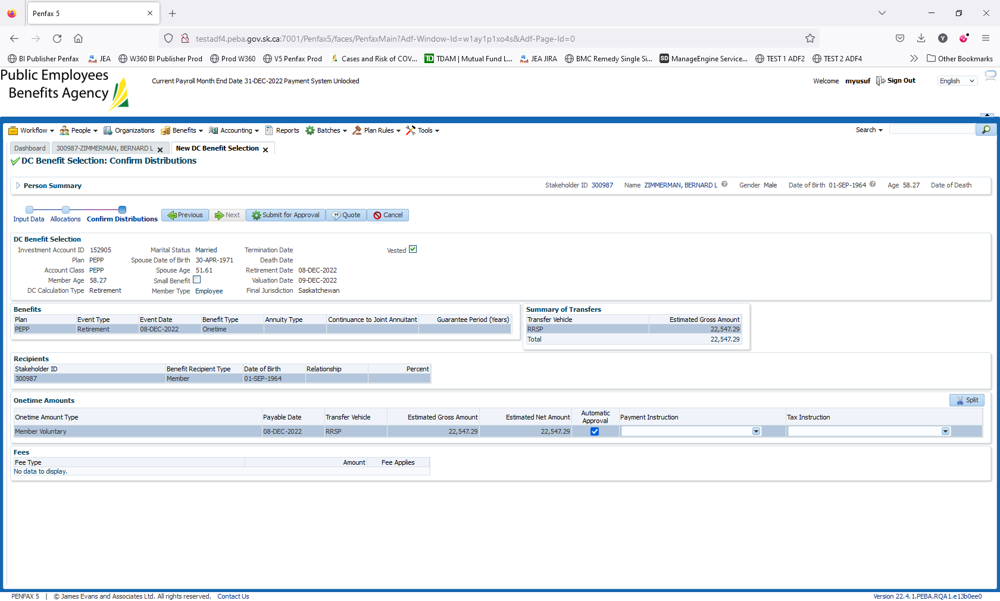 Penfax 5
testadf4.peba.gov.sk.ca:7001/Penfax5/faces/PenfaxMain?Adf-Window-Id=w1ay1p1xo4s&Adf-Page-Id=0
BI Publisher Penfax JEA W360 BI Publisher Prod Prod W360 V5 Penfax Prod Cases and Risk of COV... TDAM | Mutual Fund L... JEA JIRA BMC Remedy Single Si... ManageEngine Service... TEST 1 ADF2 TEST 2 ADF4 Other Bookmarks
Public Employees
Benefits Agency
Current Payroll Month End Date 31-DEC-2022 Payment System Unlocked
Welcome myusuf Sign Out English
Workflow People Organizations Benefits Accounting Reports Batches Plan Rules Tools Search
Dashboard 300987-ZIMMERMAN, BERNARD L New DC Benefit Selection
DC Benefit Selection: Confirm Distributions
Person Summary Stakeholder ID 300987 Name ZIMMERMAN, BERNARD L Gender Male Date of Birth 01-SEP-1964 Age 58.27 Date of Death
Input Data Allocations Confirm Distributions Previous Next Submit for Approval Quote Cancel
DC Benefit Selection
Investment Account ID 152905 Marital Status Married Termination Date Vested
Plan PEPP Spouse Date of Birth 30-APR-1971 Death Date
Account Class PEPP Spouse Age 51.61 Retirement Date 08-DEC-2022
Member Age 58.27 Small Benefit Valuation Date 09-DEC-2022
DC Calculation Type Retirement Member Type Employee Final Jurisdiction Saskatchewan
Benefits
Plan Event Type Event Date Benefit Type Annuity Type Continuance to Joint Annuitant Guarantee Period (Years)
PEPP Retirement 08-DEC-2022 Onetime
Summary of Transfers
Transfer Vehicle Estimated Gross Amount
RRSP 22,547.29
Total 22,547.29
Recipients
Stakeholder ID Benefit Recipient Type Date of Birth Relationship Percent
300987 Member 01-SEP-1964
Onetime Amounts Split
Onetime Amount Type Payable Date Transfer Vehicle Estimated Gross Amount Estimated Net Amount Automatic Approval Payment Instruction Tax Instruction
Member Voluntary 08-DEC-2022 RRSP 22,547.29 22,547.29
Fees
Fee Type Amount Fee Applies
No data to display.
PENFAX 5 | © James Evans and Associates Ltd. All rights reserved. Contact Us Version 22.4.1.PEBA.RQA1.e13b0ee0